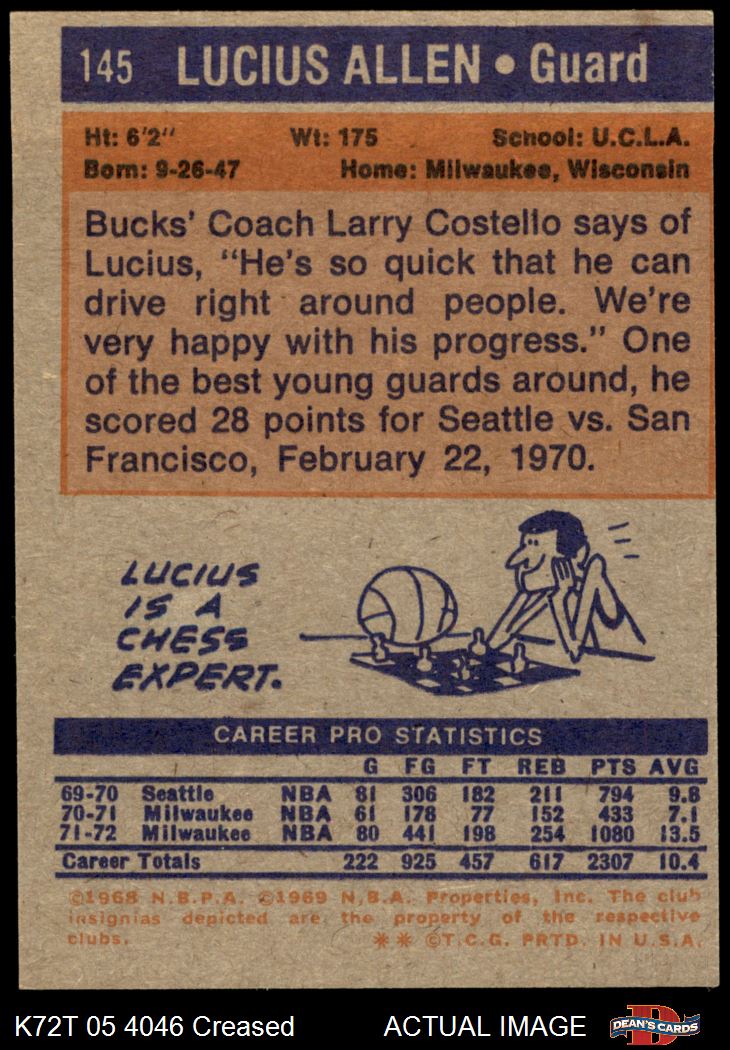 145 LUCIUS ALLEN • Guard
Ht: 6'2" Wt: 175 School: U.C.L.A.
Born: 9-26-47 Home: Milwaukee, Wisconsin
Bucks' Coach Larry Costello says of
Lucius, "He's so quick that he can
drive right around people. We're
very happy with his progress." One
of the best young guards around, he
scored 28 points for Seattle vs. San
Francisco, February 22, 1970.
LUCIUS
IS A
CHESS
EXPERT.
CAREER PRO STATISTICS
G FG FT REB PTS AVG
69-70 Seattle NBA 81 306 182 211 794 9.8
70-71 Milwaukee NBA 61 178 77 152 433 7.1
71-72 Milwaukee NBA 80 441 198 254 1080 13.5
Career Totals 222 925 457 617 2307 10.4
©1968 N.B.P.A. ©1969 N.B.A. Properties, Inc. The club
insignias depicted are the property of the respective
clubs. ** ©T.C.G. PRTD. IN U.S.A.
K72T 05 4046 Creased ACTUAL IMAGE D DEAN'S CARDS